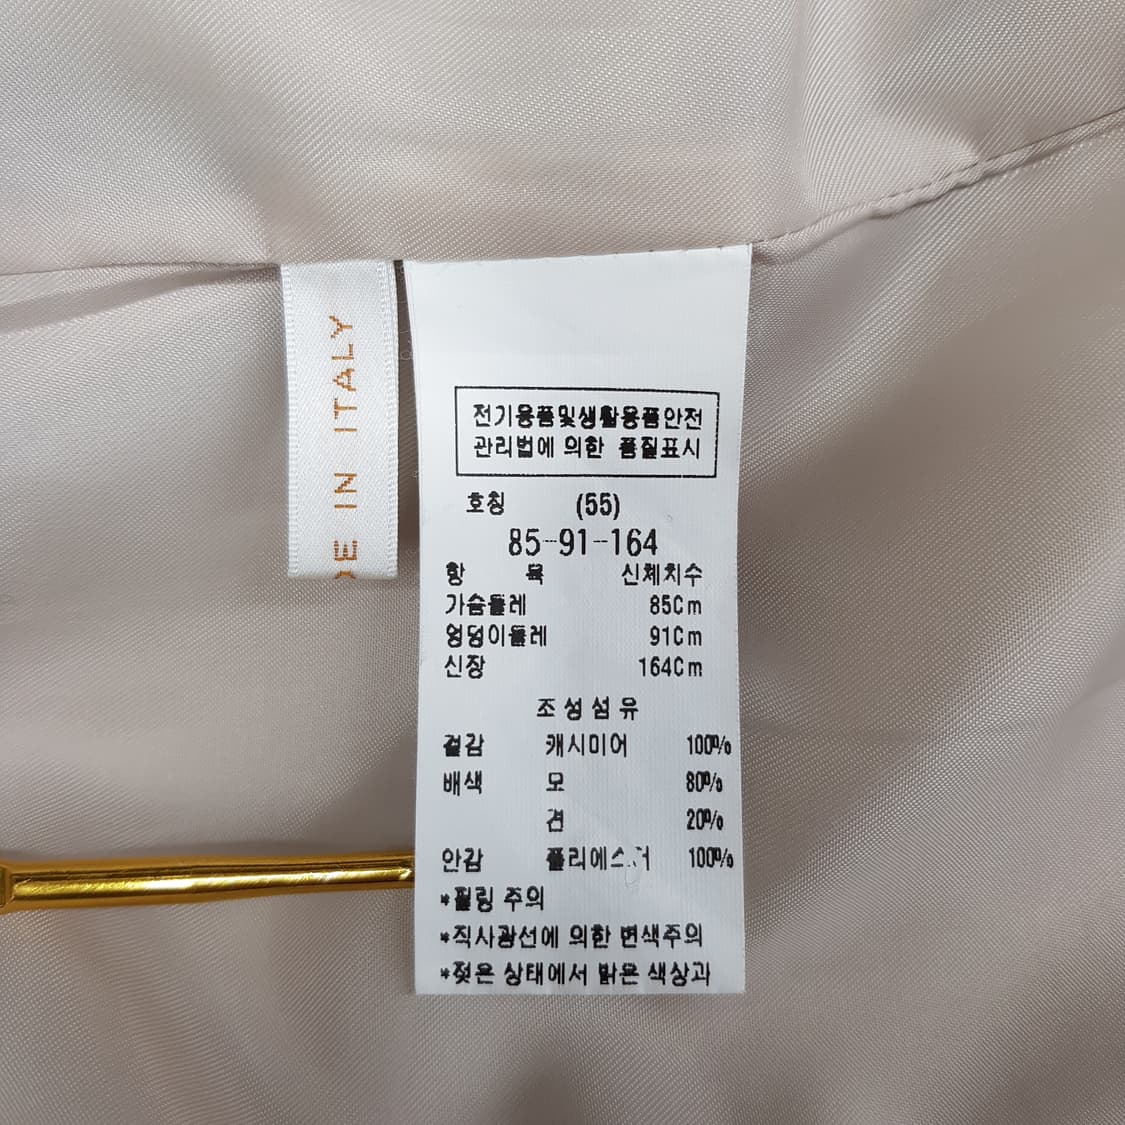 DE IN ITALY
전기용품및생활용품안전
관리법에 의한 품질표시
호칭 (55)
85-91-164
항 목 신체치수
가슴둘레 85Cm
엉덩이둘레 91Cm
신장 164Cm
조성섬유
겉감 캐시미어 100%
배색 모 80%
견 20%
안감 폴리에스터 100%
*필링 주의
*직사광선에 의한 변색주의
*젖은 상태에서 밝은 색상과